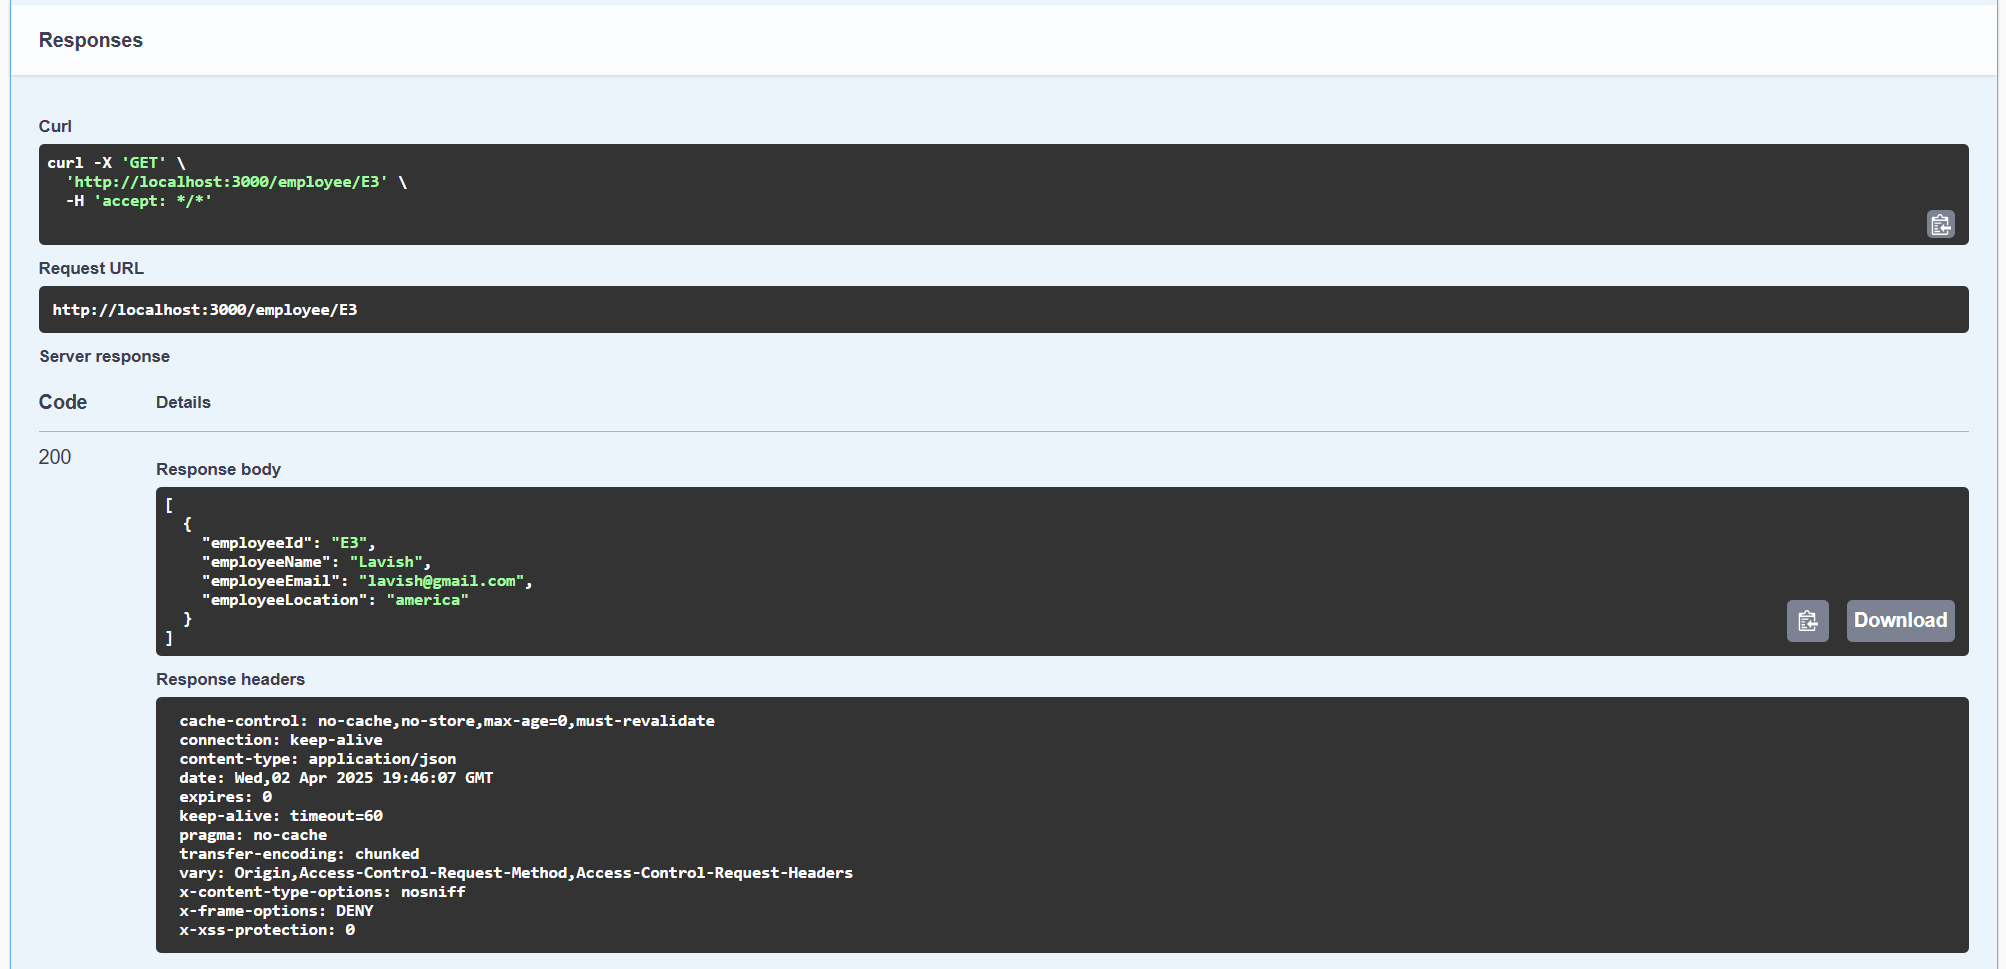 Responses
Curl
curl -X 'GET' \
  'http://localhost:3000/employee/E3' \
  -H 'accept: */*'
Request URL
http://localhost:3000/employee/E3
Server response
Code Details
200
Response body
[
  {
    "employeeId": "E3",
    "employeeName": "Lavish",
    "employeeEmail": "lavish@gmail.com",
    "employeeLocation": "america"
  }
]
Download
Response headers
cache-control: no-cache,no-store,max-age=0,must-revalidate
connection: keep-alive
content-type: application/json
date: Wed,02 Apr 2025 19:46:07 GMT
expires: 0
keep-alive: timeout=60
pragma: no-cache
transfer-encoding: chunked
vary: Origin,Access-Control-Request-Method,Access-Control-Request-Headers
x-content-type-options: nosniff
x-frame-options: DENY
x-xss-protection: 0